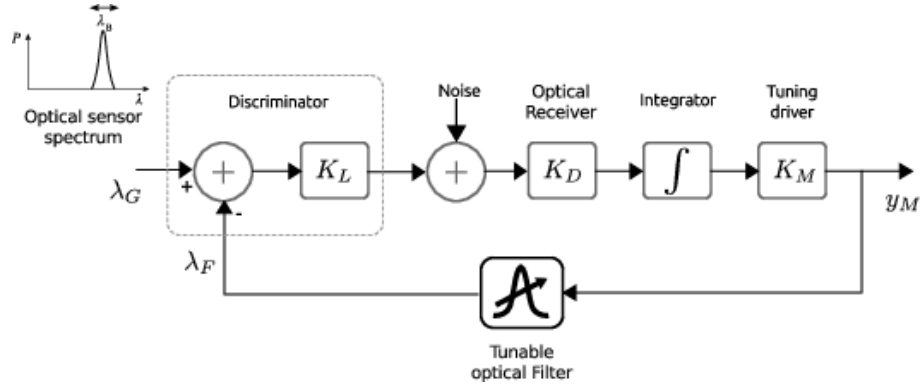 λ_B
P
λ
Optical sensor
spectrum
Discriminator
Noise
Optical
Receiver
Integrator
Tuning
driver
+
K_L
+
K_D
∫
K_M
λ_G
+
-
y_M
λ_F
Tunable
optical Filter